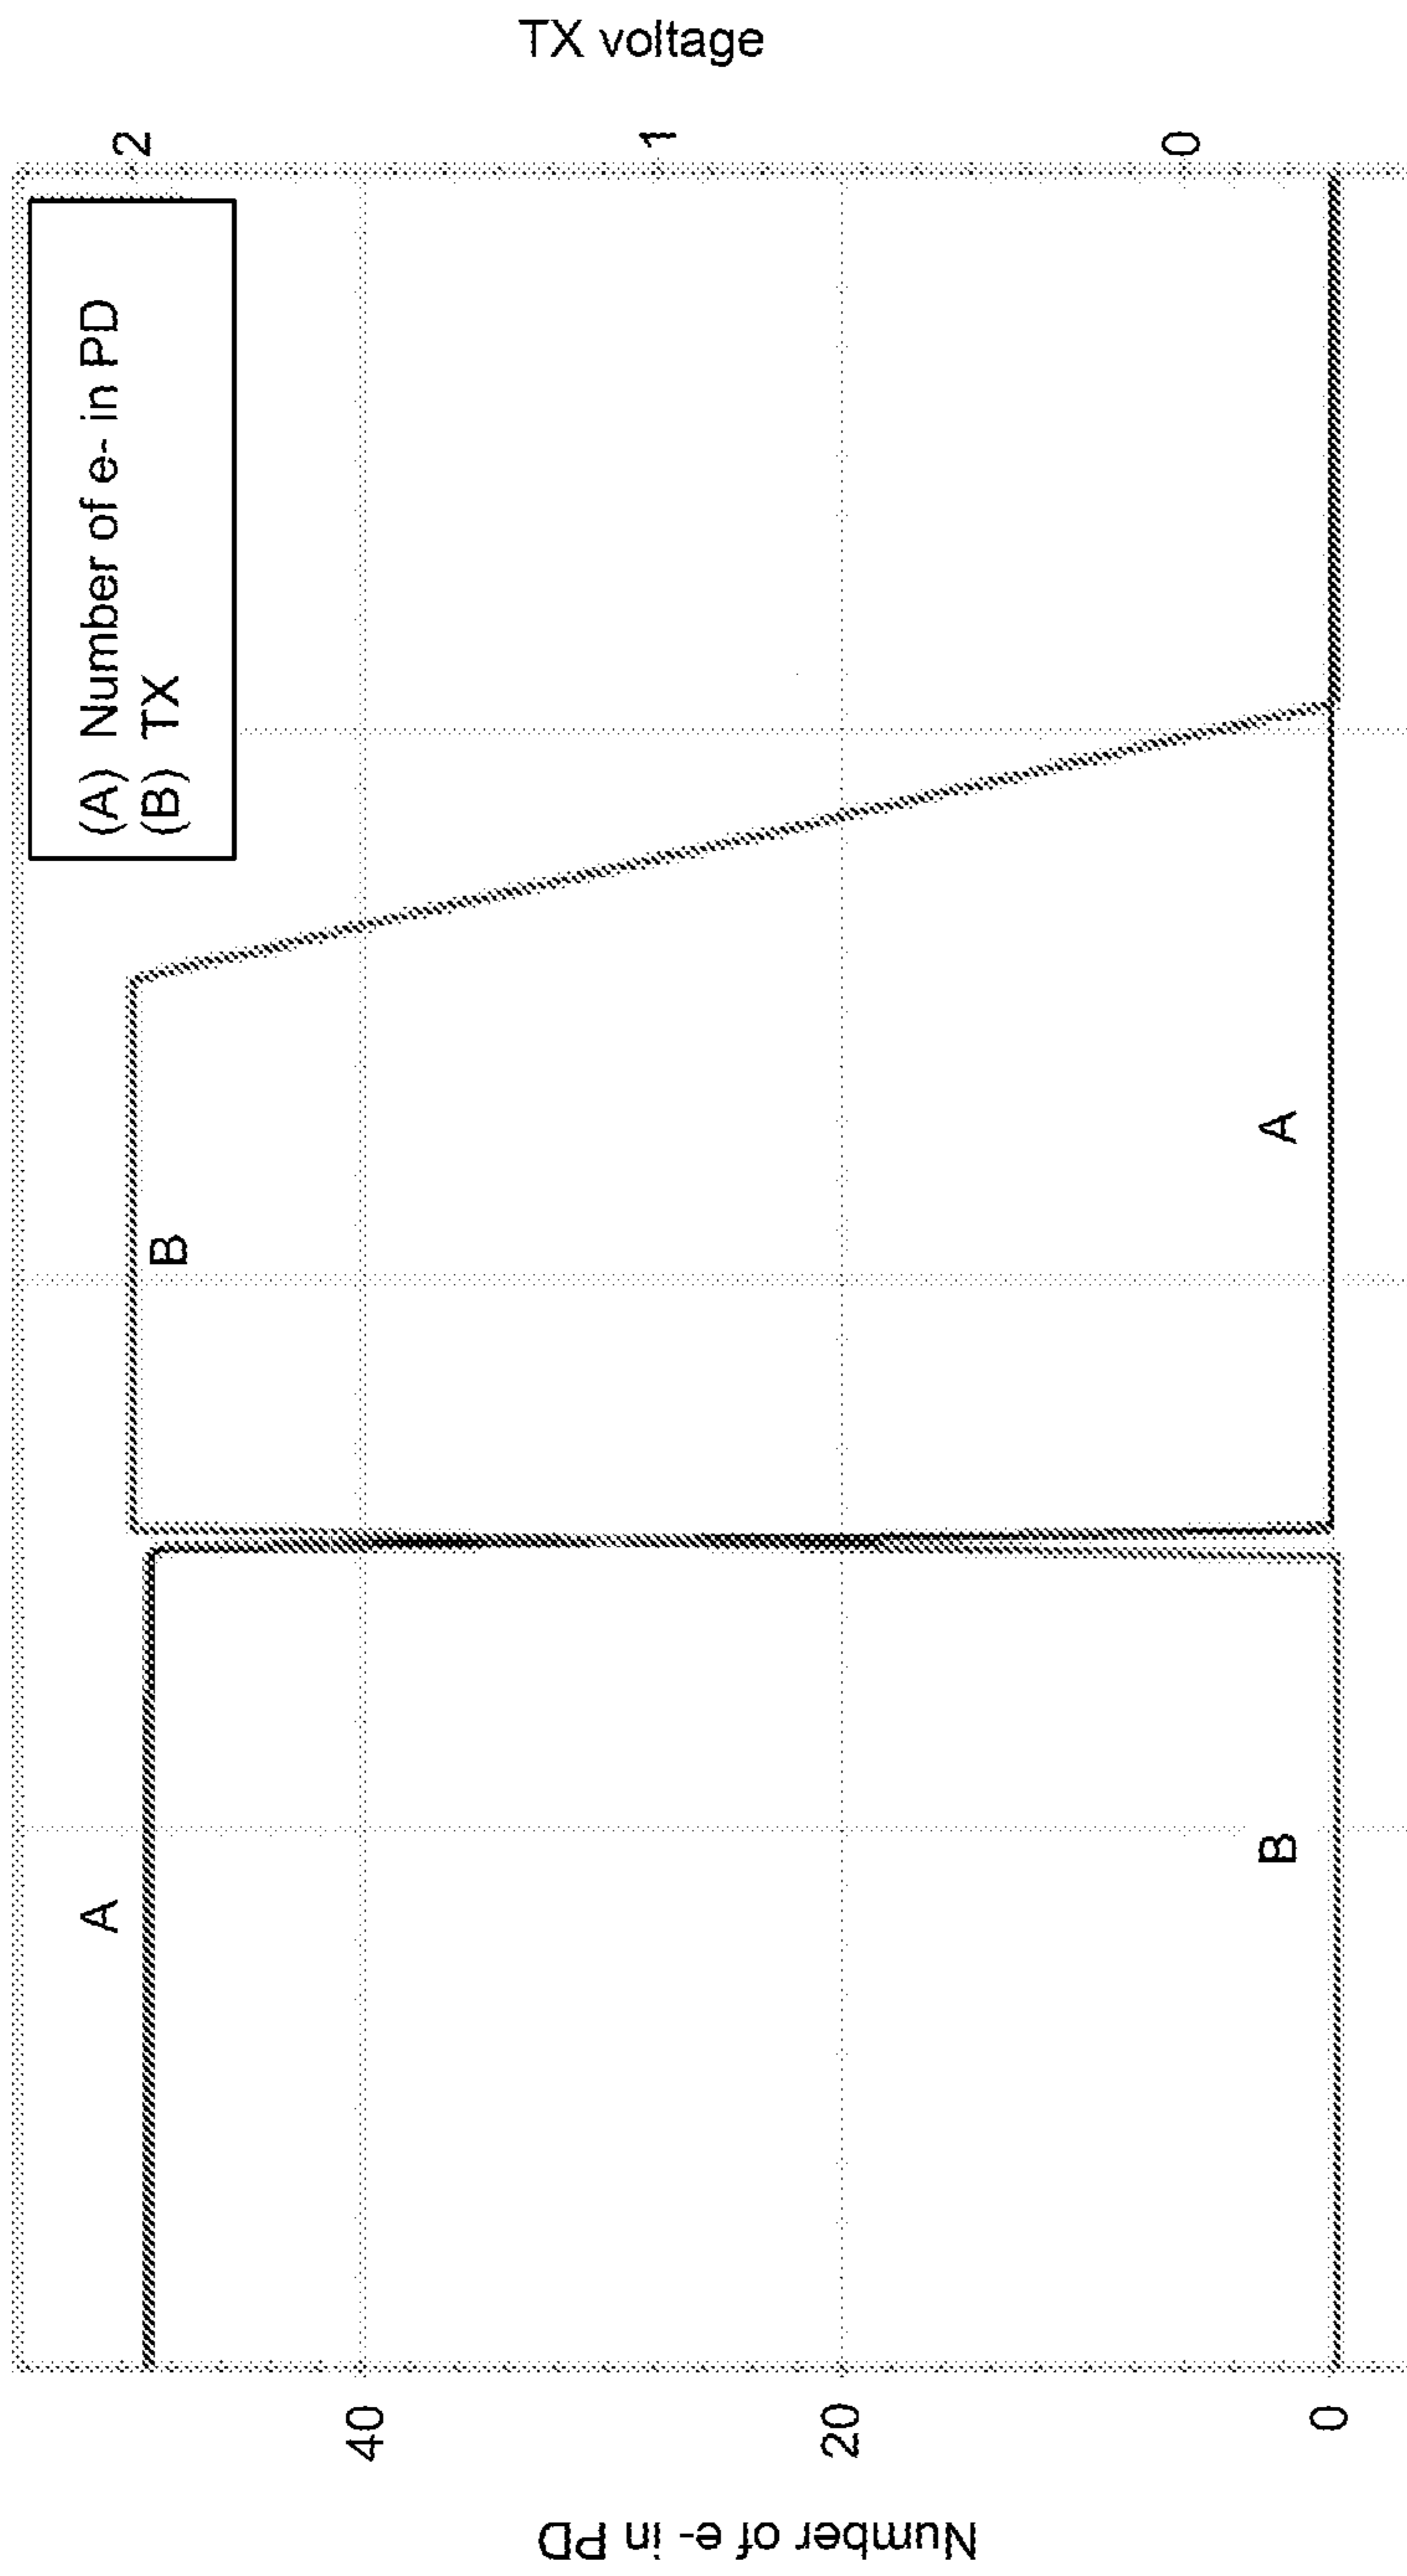 TX voltage
2
1
0
(A) Number of e- in PD
(B) TX
B
A
A
B
40
20
0
Number of e- in PD